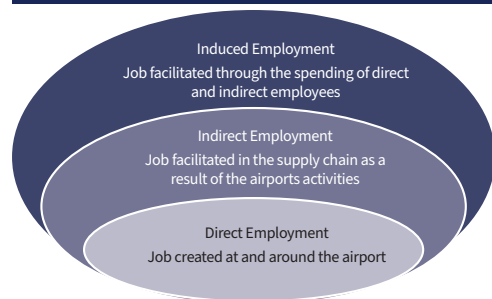 Induced Employment
Job facilitated through the spending of direct
and indirect employees
Indirect Employment
Job facilitated in the supply chain as a
result of the airports activities
Direct Employment
Job created at and around the airport